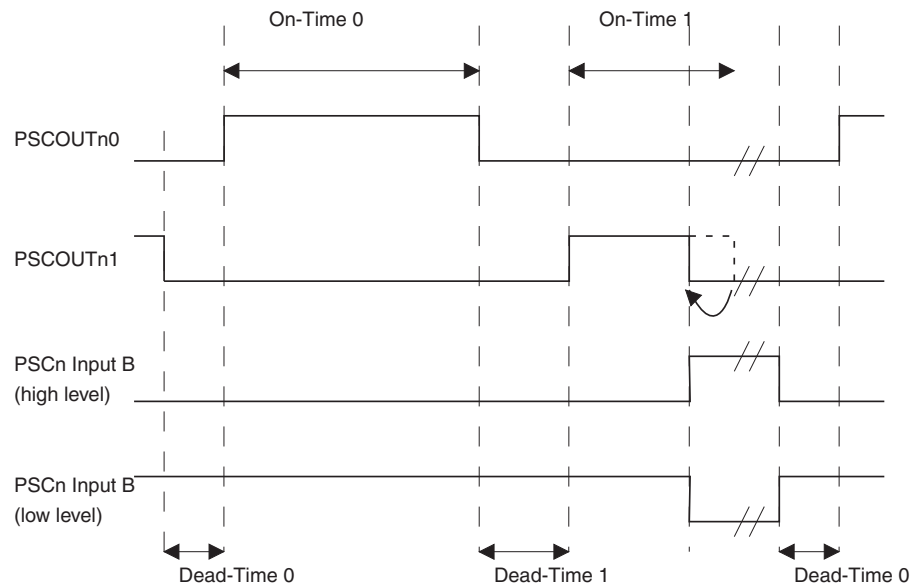 On-Time 0
On-Time 1
PSCOUTn0
PSCOUTn1
PSCn Input B
(high level)
PSCn Input B
(low level)
Dead-Time 0
Dead-Time 1
Dead-Time 0